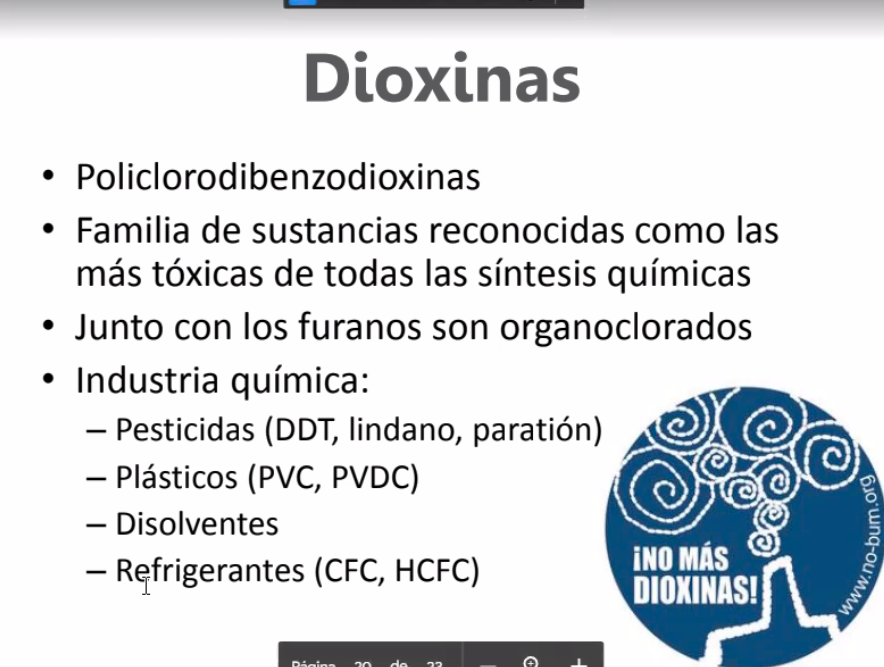 Dioxinas
• Policlorodibenzodioxinas
• Familia de sustancias reconocidas como las
más tóxicas de todas las síntesis químicas
• Junto con los furanos son organoclorados
• Industria química:
– Pesticidas (DDT, lindano, paratión)
– Plásticos (PVC, PVDC)
– Disolventes
– Refrigerantes (CFC, HCFC)
¡NO MÁS
DIOXINAS!
www.no-bum.org
Página 20 de 23